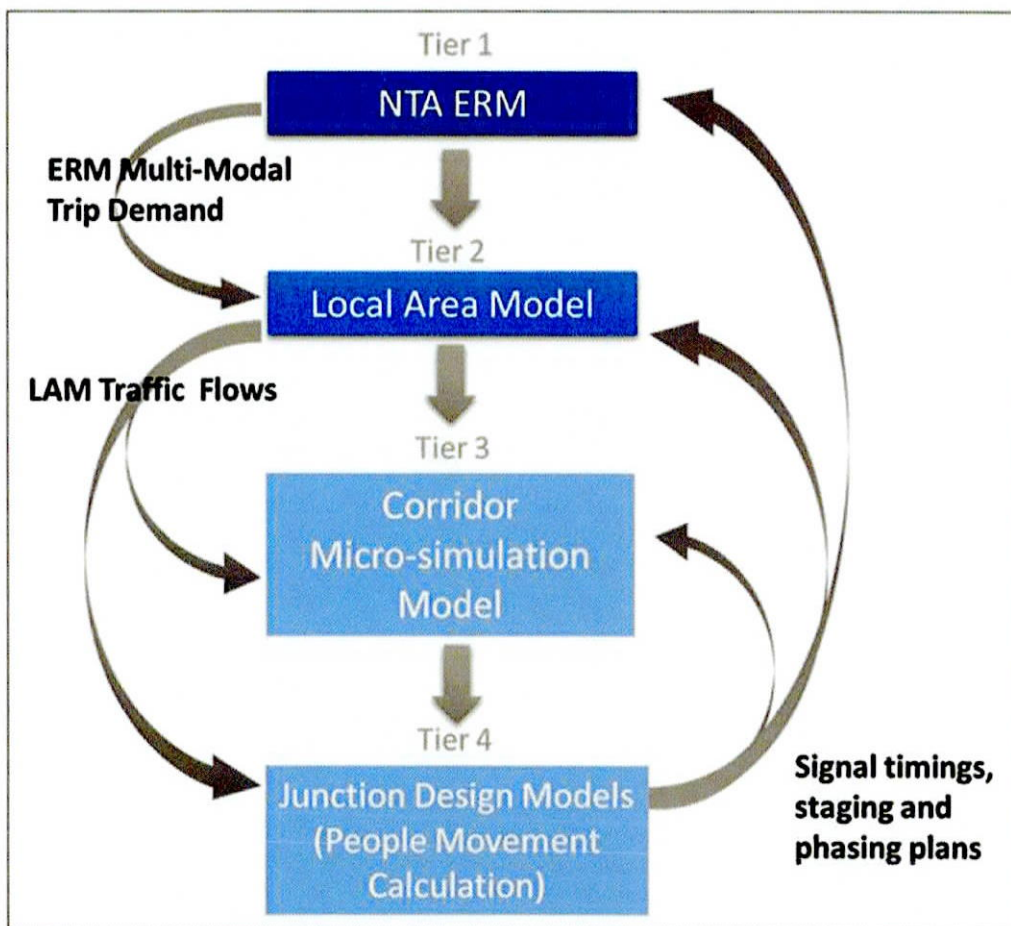 Tier 1
NTA ERM
ERM Multi-Modal
Trip Demand
Tier 2
Local Area Model
LAM Traffic Flows
Tier 3
Corridor
Micro-simulation
Model
Tier 4
Junction Design Models
(People Movement
Calculation)
Signal timings,
staging and
phasing plans